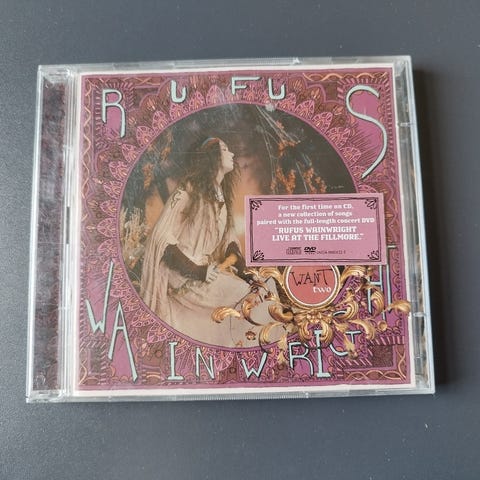 RUFUS
WAINWRIGHT
For the first time on CD,
a new collection of songs
paired with the full-length concert DVD
"RUFUS WAINWRIGHT
LIVE AT THE FILLMORE."
DVD
WANT
two